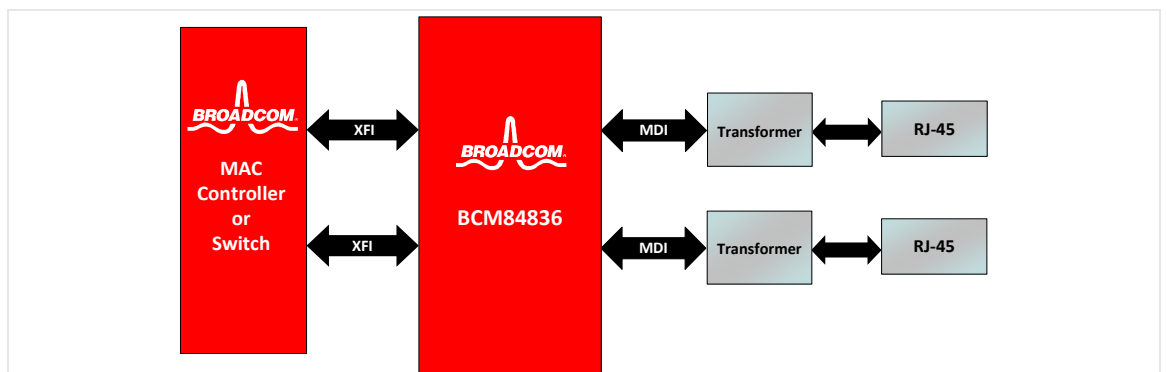 BROADCOM.
MAC
Controller
or
Switch
XFI
XFI
BROADCOM.
BCM84836
MDI
Transformer
RJ-45
MDI
Transformer
RJ-45